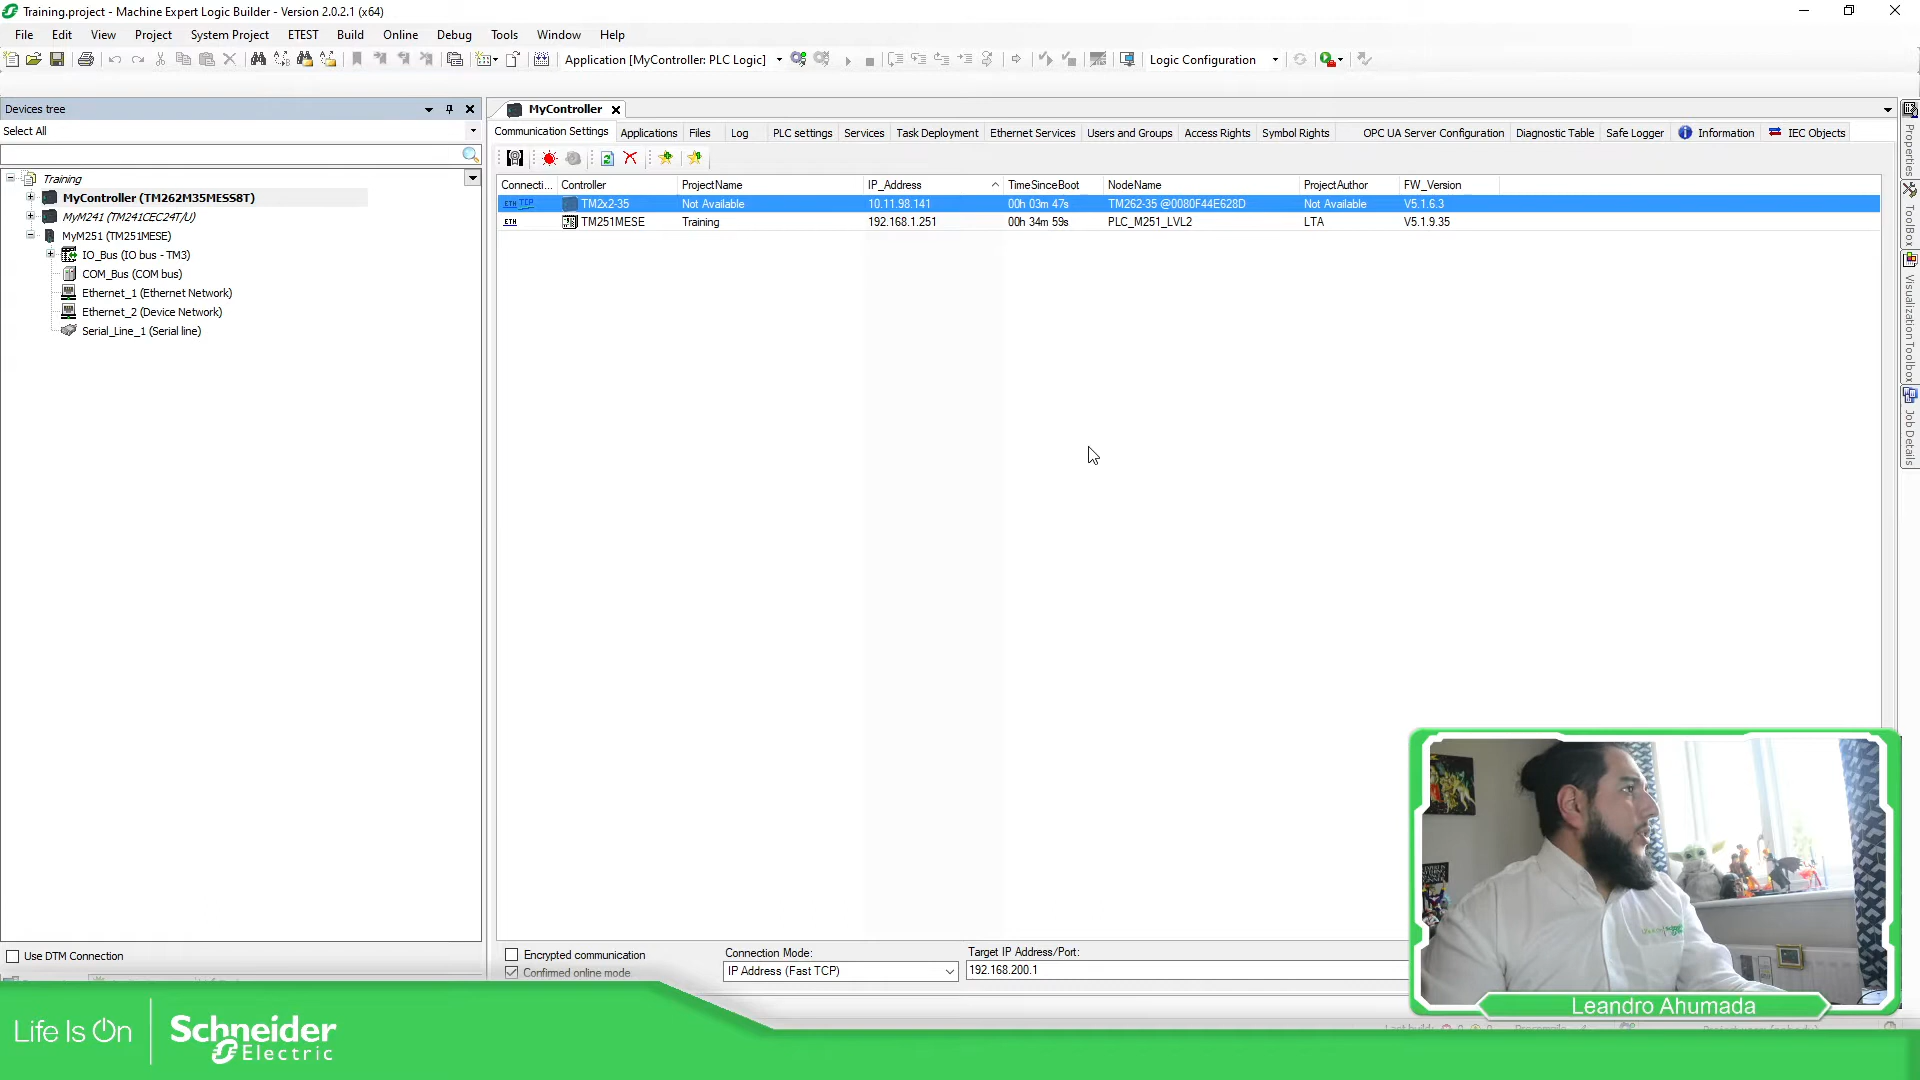 Training.project - Machine Expert Logic Builder - Version 2.0.2.1 (x64)
File Edit View Project System Project ETEST Build Online Debug Tools Window Help
Application [MyController: PLC Logic] Logic Configuration
Devices tree
Select All
Training
MyController (TM262M35MESS8T)
MyM241 (TM241CEC24T/U)
MyM251 (TM251MESE)
IO_Bus (IO bus - TM3)
COM_Bus (COM bus)
Ethernet_1 (Ethernet Network)
Ethernet_2 (Device Network)
Serial_Line_1 (Serial line)
Use DTM Connection
MyController
Communication Settings Applications Files Log PLC settings Services Task Deployment Ethernet Services Users and Groups Access Rights Symbol Rights OPC UA Server Configuration Diagnostic Table Safe Logger Information IEC Objects
Connecti... Controller ProjectName IP_Address TimeSinceBoot NodeName ProjectAuthor FW_Version
ETH TCP TM2x2-35 Not Available 10.11.98.141 00h 03m 47s TM262-35 @0080F44E628D Not Available V5.1.6.3
ETH TM251MESE Training 192.168.1.251 00h 34m 59s PLC_M251_LVL2 LTA V5.1.9.35
Encrypted communication Connection Mode: Target IP Address/Port:
Confirmed online mode IP Address (Fast TCP) 192.168.200.1
Properties
ToolBox
Visualization Toolbox
Job Details
Leandro Ahumada
Life Is On
Schneider
Electric